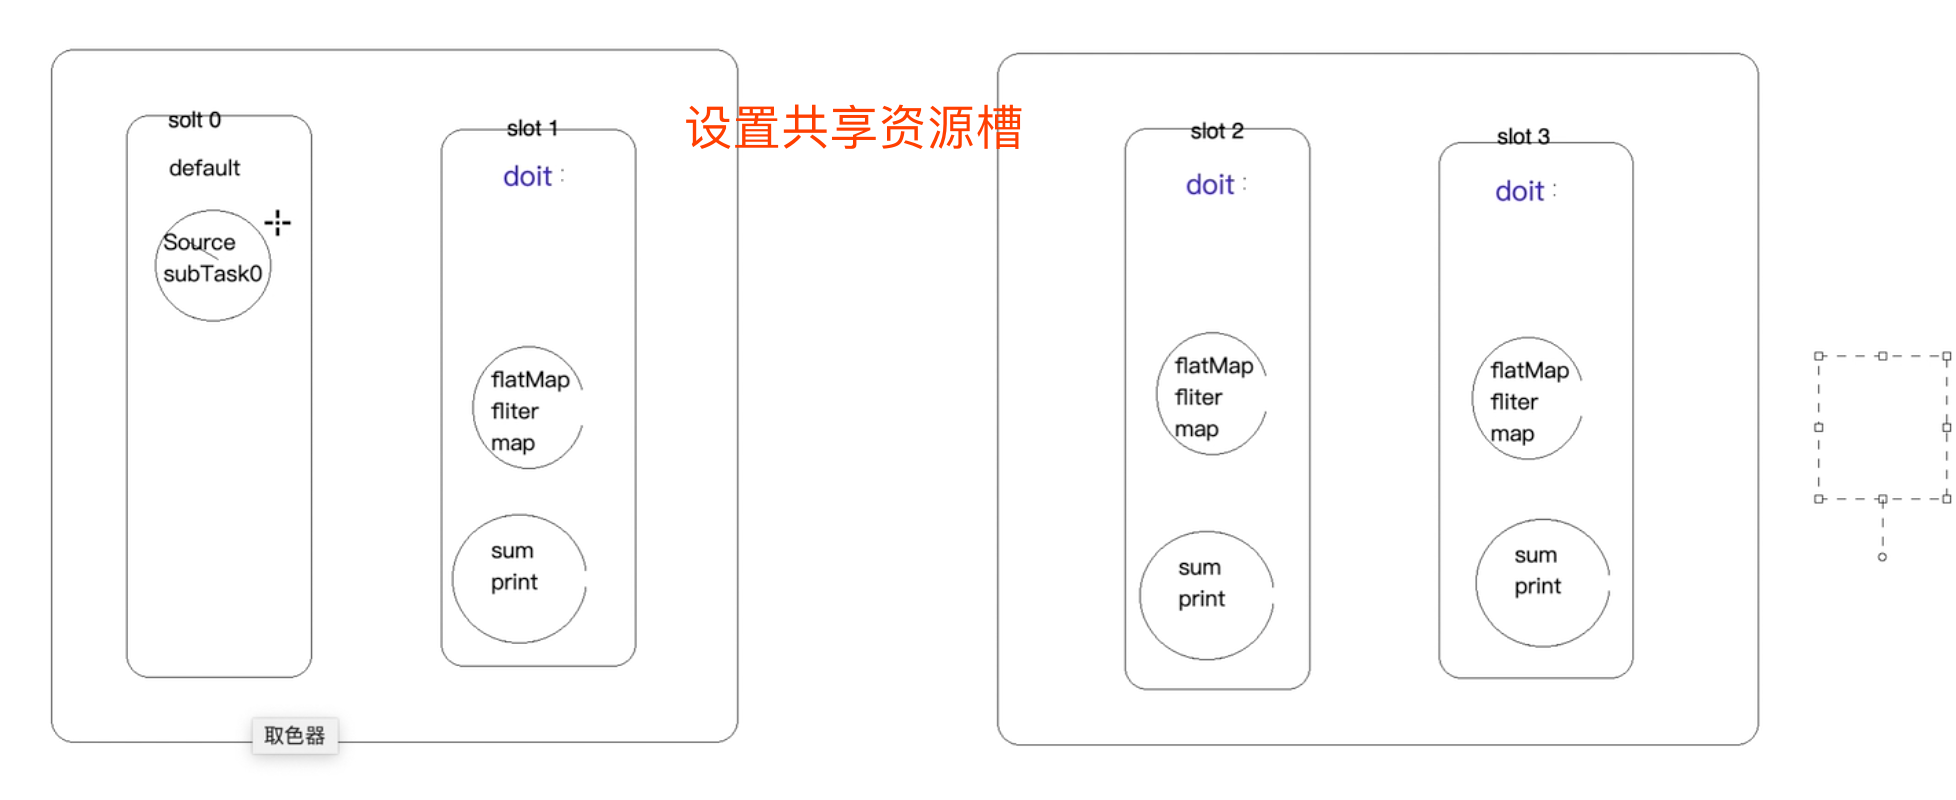 设置共享资源槽
solt 0
default
Source
subTask0
slot 1
doit :
flatMap
fliter
map
sum
print
slot 2
doit :
flatMap
fliter
map
sum
print
slot 3
doit :
flatMap
fliter
map
sum
print
取色器